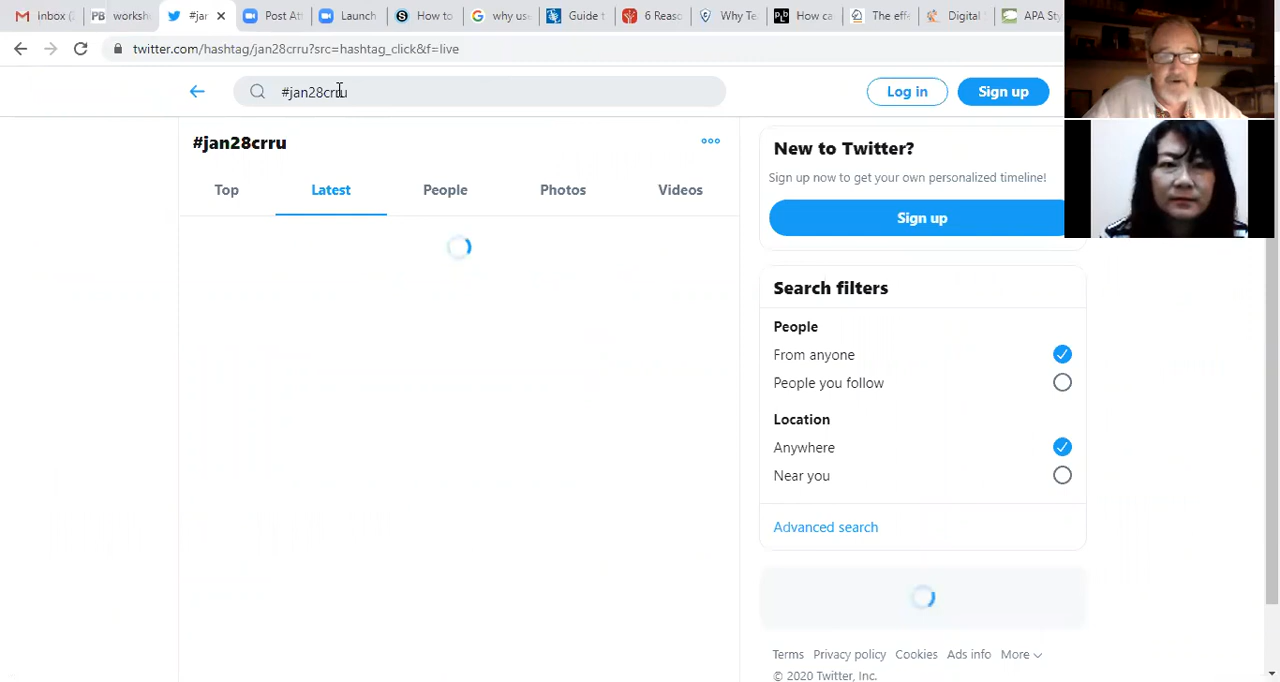 inbox (
worksh
#jan
Post At
Launch
How to
why us
Guide t
6 Reas
Why Te
How ca
The eff
Digital
APA Sty
twitter.com/hashtag/jan28crru?src=hashtag_click&f=live
#jan28crru
Log in
Sign up
#jan28crru
Top
Latest
People
Photos
Videos
New to Twitter?
Sign up now to get your own personalized timeline!
Sign up
Search filters
People
From anyone
People you follow
Location
Anywhere
Near you
Advanced search
Terms Privacy policy Cookies Ads info More
© 2020 Twitter, Inc.